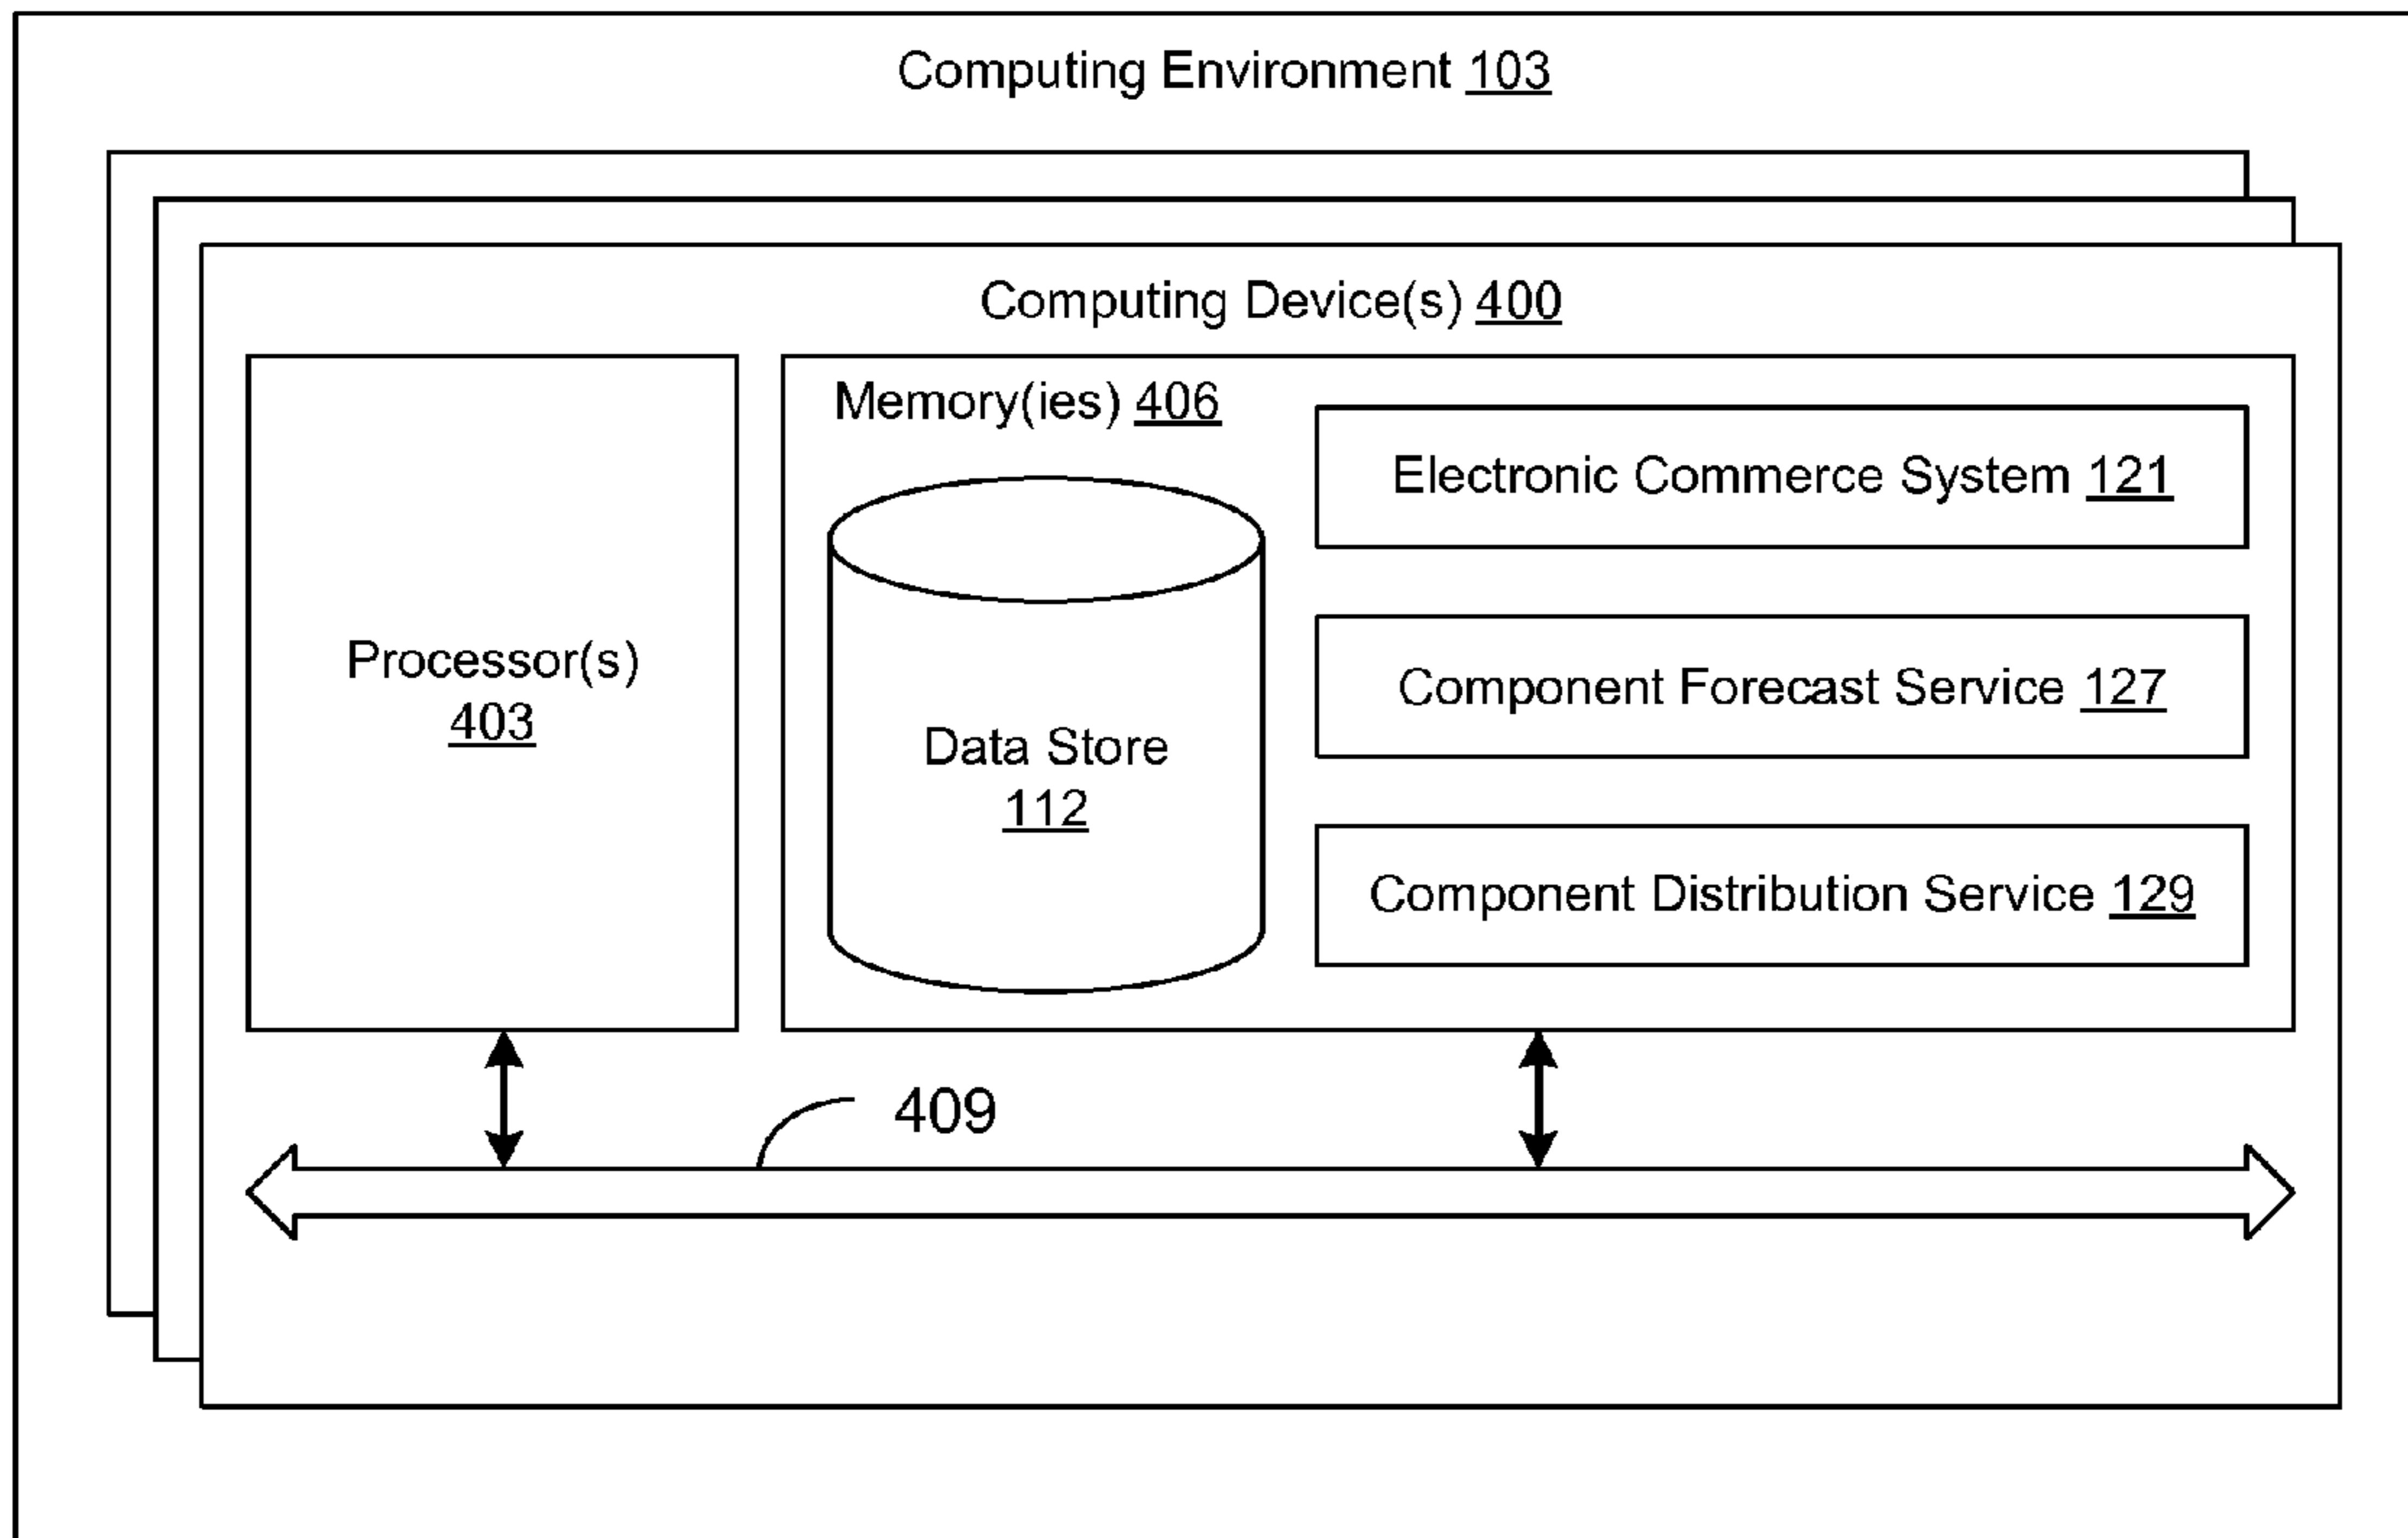 Computing Environment 103
Computing Device(s) 400
Memory(ies) 406
Electronic Commerce System 121
Processor(s)
403
Data Store
112
Component Forecast Service 127
Component Distribution Service 129
409